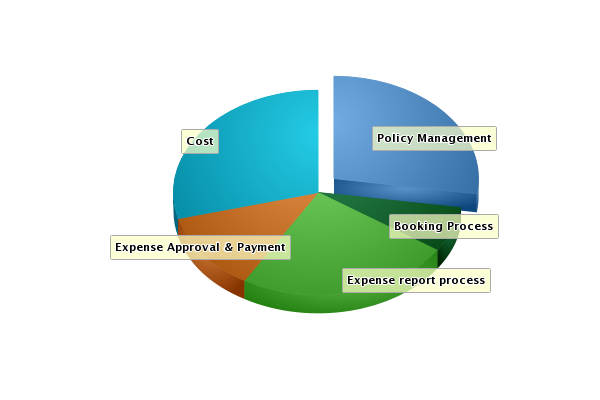 Policy Management
Cost
Booking Process
Expense Approval & Payment
Expense report process